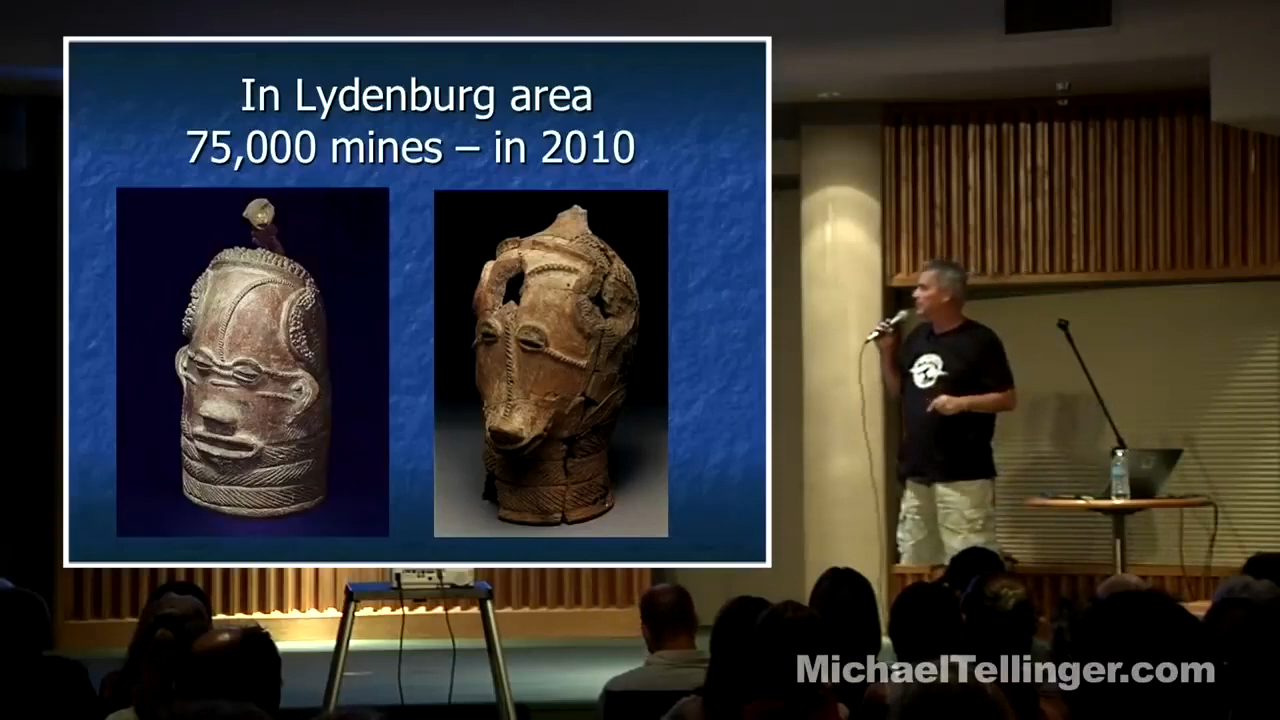 In Lydenburg area
75,000 mines – in 2010
MichaelTellinger.com